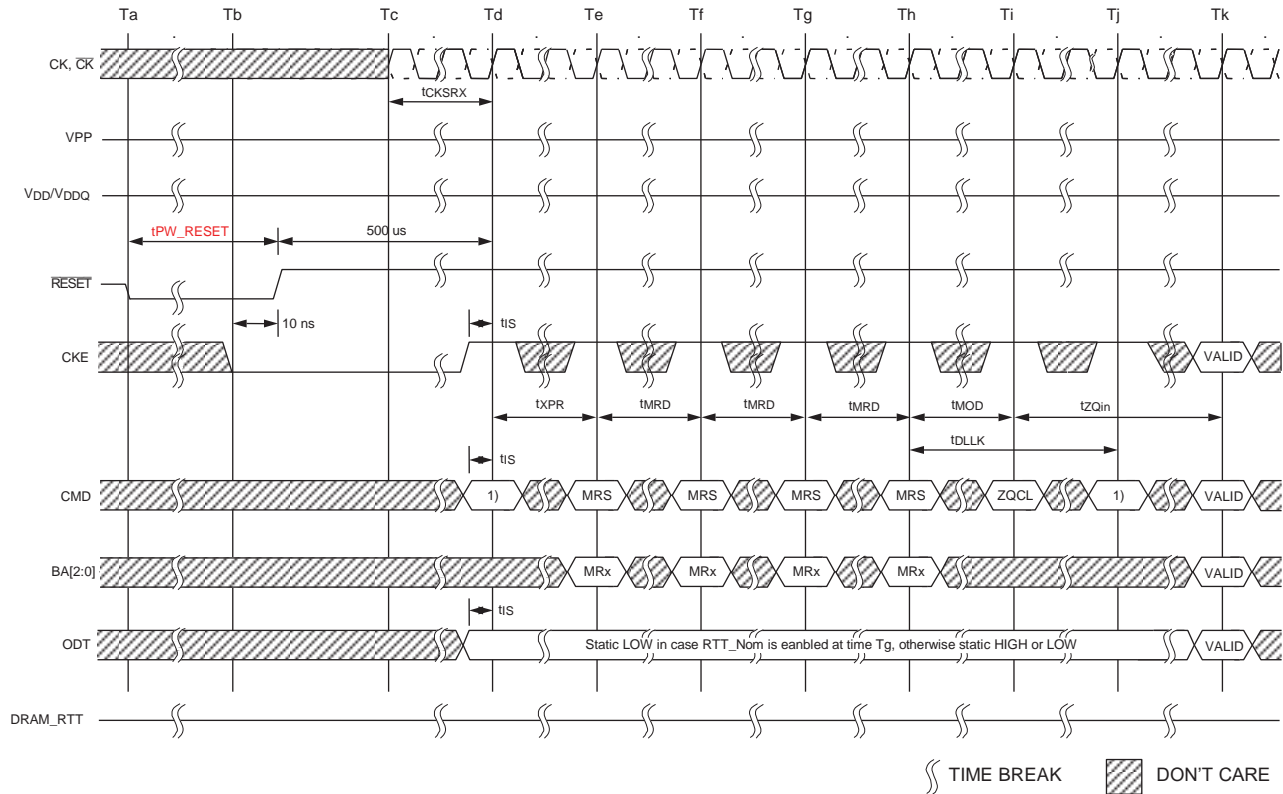 Ta Tb Tc Td Te Tf Tg Th Ti Tj Tk
CK, CK
tCKSRX
VPP
VDD/VDDQ
tPW_RESET 500 us
RESET
10 ns tIS
CKE VALID
tXPR tMRD tMRD tMRD tMOD tZQin
tDLLK
tIS
CMD 1) MRS MRS MRS MRS ZQCL 1) VALID
BA[2:0] MRx MRx MRx MRx VALID
tIS
ODT Static LOW in case RTT_Nom is eanbled at time Tg, otherwise static HIGH or LOW VALID
DRAM_RTT
TIME BREAK DON'T CARE